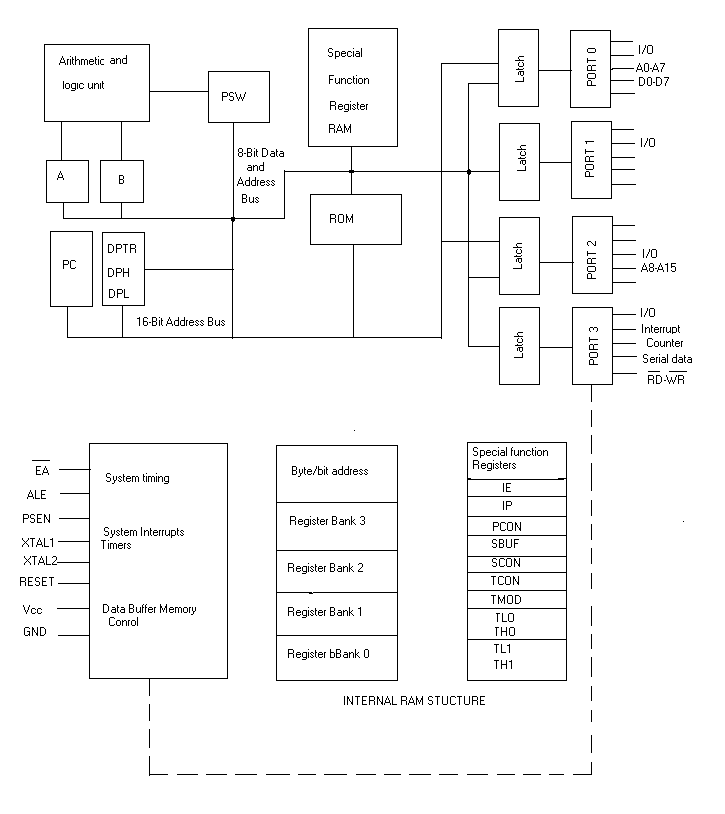 Arithmetic and
logic unit
PSW
A
B
8-Bit Data
and
Address
Bus
Special
Function
Register
RAM
ROM
PC
DPTR
DPH
DPL
16-Bit Address Bus
Latch
PORT 0
I/O
A0-A7
D0-D7
Latch
PORT 1
I/O
Latch
PORT 2
I/O
A8-A15
Latch
PORT 3
I/O
Interrupt
Counter
Serial data
RD-WR
EA
ALE
PSEN
XTAL1
XTAL2
RESET
Vcc
GND
System timing
System Interrupts
Timers
Data Buffer Memory
Conrol
Byte/bit address
Register Bank 3
Register Bank 2
Register Bank 1
Register bBank 0
Special function
Registers
IE
IP
PCON
SBUF
SCON
TCON
TMOD
TL0
TH0
TL1
TH1
INTERNAL RAM STUCTURE